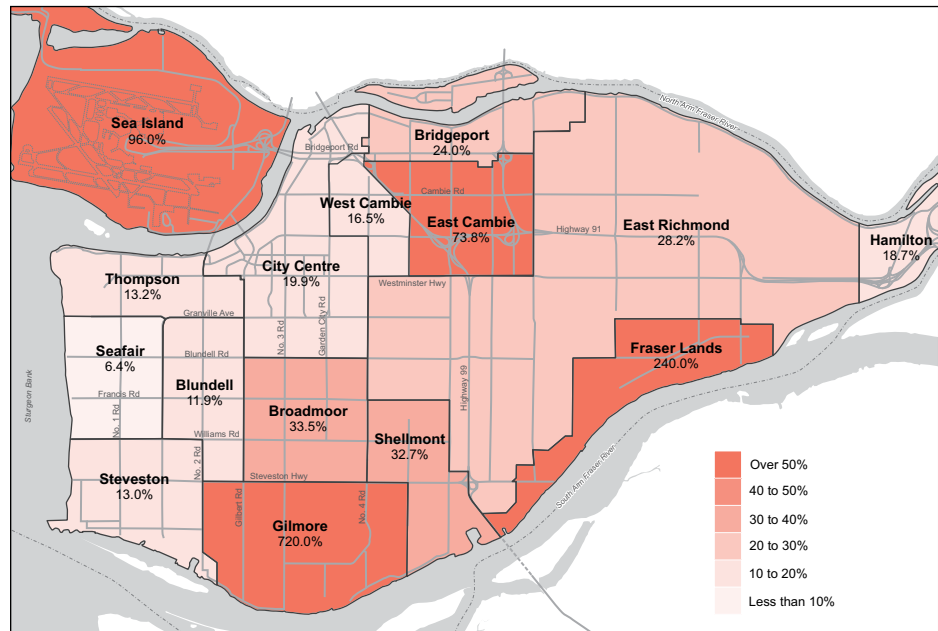 North Arm Fraser River
Sea Island
96.0%
Bridgeport
24.0%
Bridgeport Rd
Cambie Rd
West Cambie
16.5%
East Cambie
73.8%
East Richmond
28.2%
Highway 91
Hamilton
18.7%
City Centre
19.9%
Thompson
13.2%
Westminster Hwy
Granville Ave
No. 3 Rd
Garden City Rd
Seafair
6.4%
Blundell Rd
Fraser Lands
240.0%
Sturgeon Bank
Blundell
11.9%
Francis Rd
No. 1 Rd
Highway 99
Broadmoor
33.5%
Shellmont
32.7%
Williams Rd
No. 2 Rd
South Arm Fraser River
Steveston
13.0%
Steveston Hwy
Gilbert Rd
No. 4 Rd
Gilmore
720.0%
Over 50%
40 to 50%
30 to 40%
20 to 30%
10 to 20%
Less than 10%